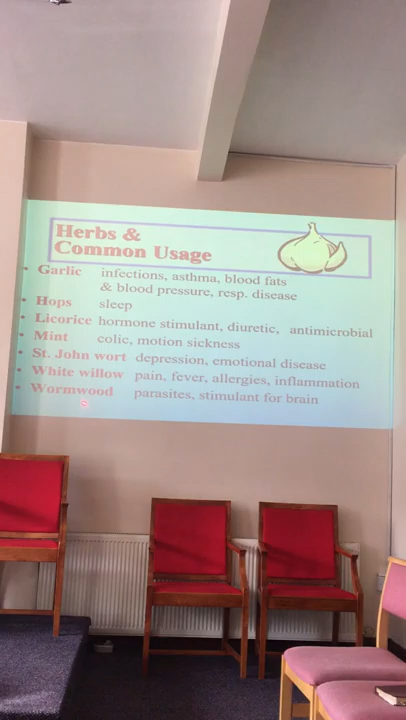 Herbs &
Common Usage
• Garlic infections, asthma, blood fats
& blood pressure, resp. disease
• Hops sleep
• Licorice hormone stimulant, diuretic, antimicrobial
• Mint colic, motion sickness
• St. John wort depression, emotional disease
• White willow pain, fever, allergies, inflammation
• Wormwood parasites, stimulant for brain